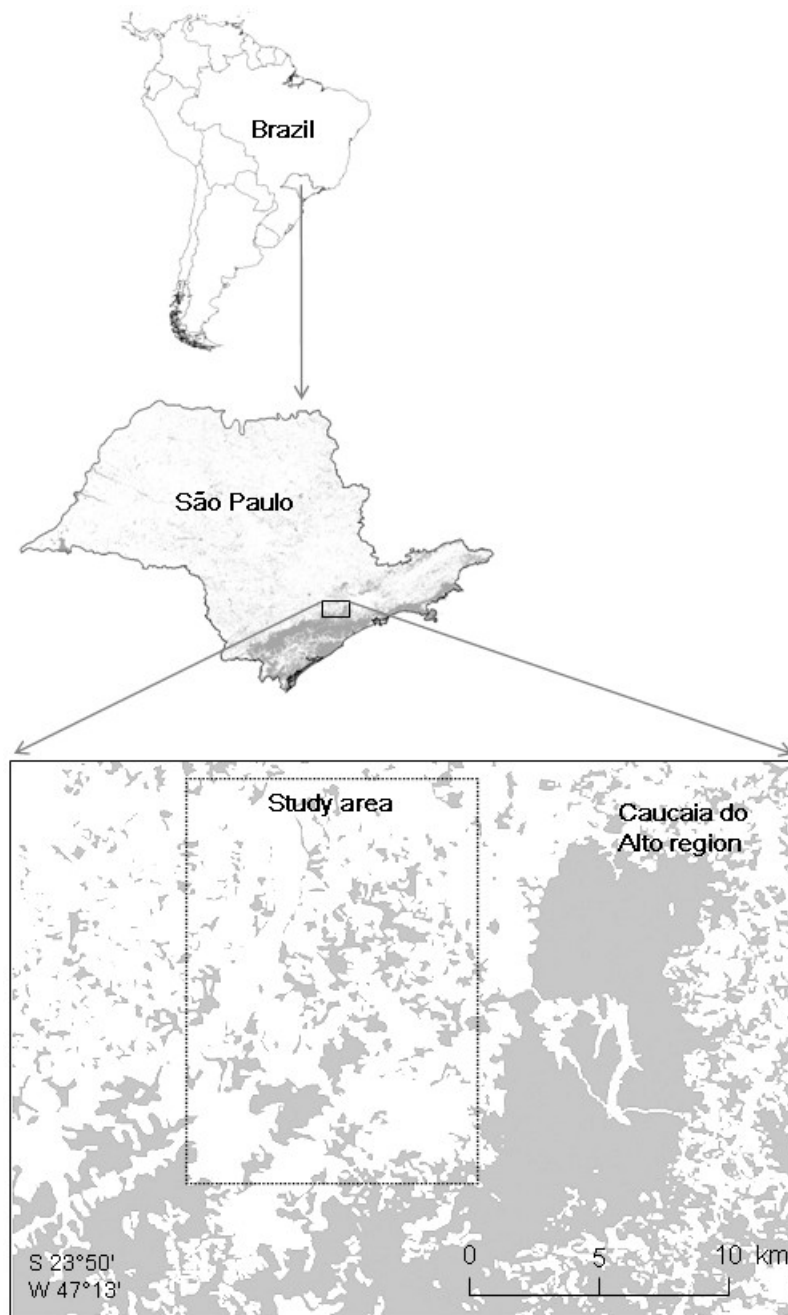 Brazil
São Paulo
Study area
Caucaia do
Alto region
S 23°50'
W 47°13'
0 5 10 km